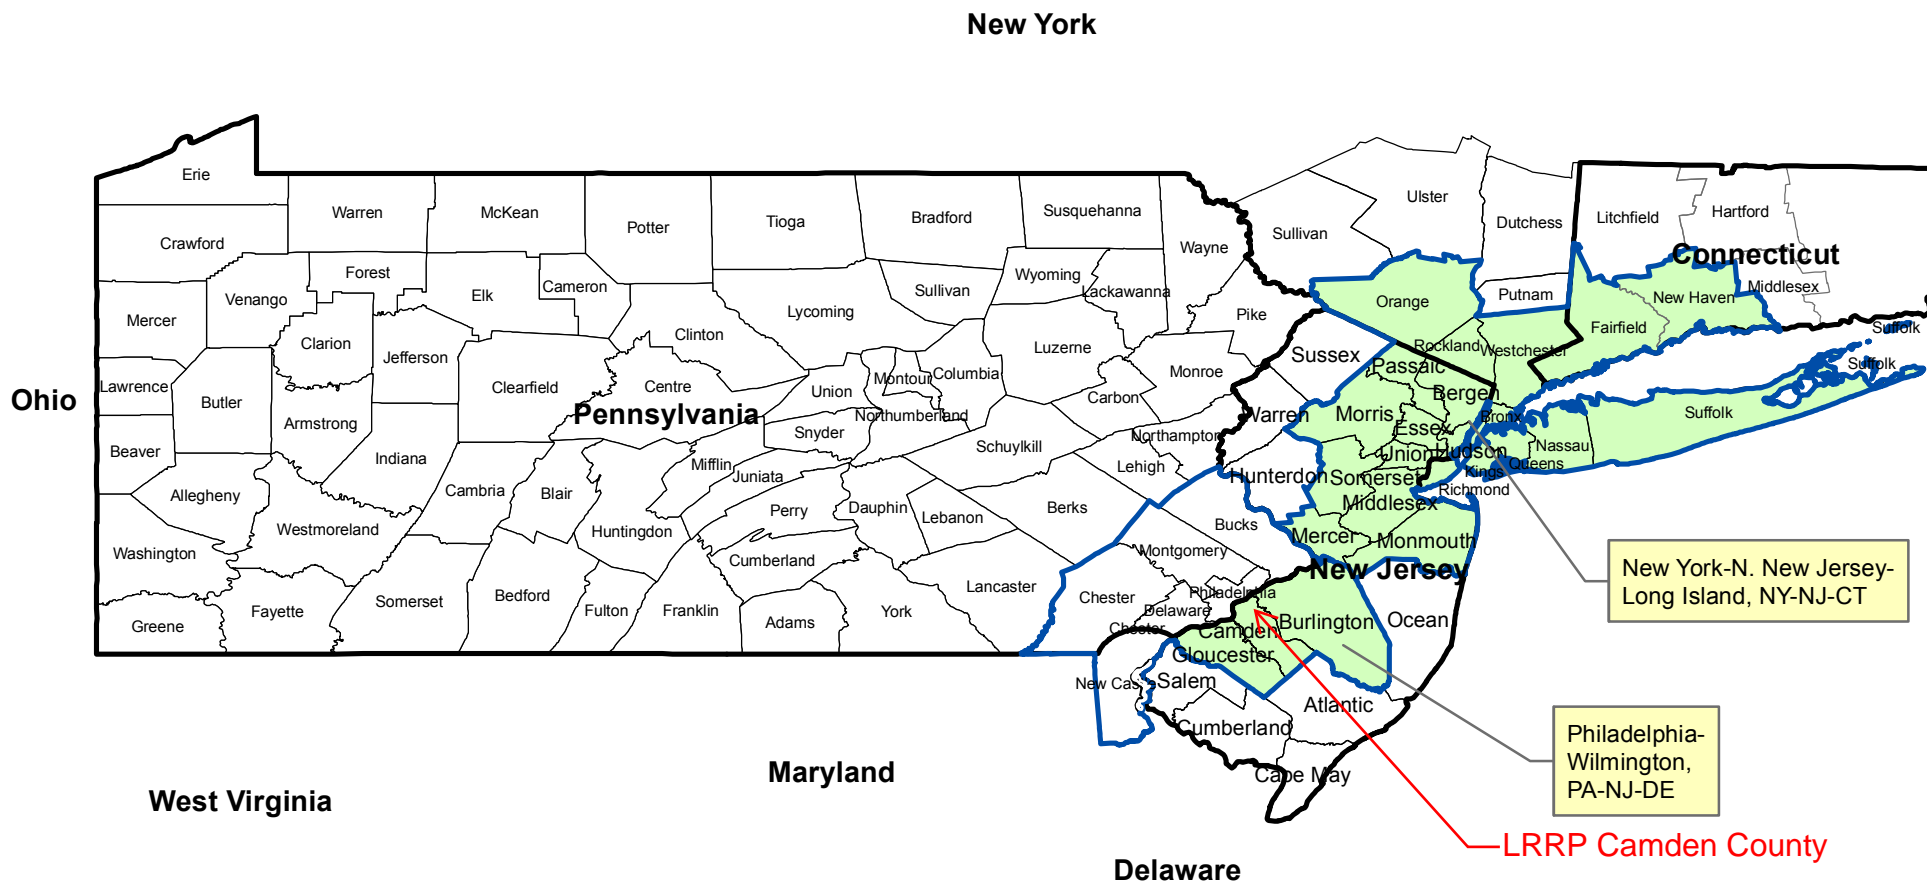 New York
Erie
Warren
McKean
Potter
Tioga
Bradford
Susquehanna
Wayne
Crawford
Forest
Elk
Cameron
Venango
Mercer
Clarion
Jefferson
Clinton
Lycoming
Sullivan
Wyoming
Lackawanna
Pike
Luzerne
Monroe
Carbon
Columbia
Montour
Union
Centre
Clearfield
Lawrence
Butler
Armstrong
Ohio
Pennsylvania
Northumberland
Snyder
Schuylkill
Northampton
Lehigh
Beaver
Indiana
Mifflin
Juniata
Allegheny
Cambria
Blair
Huntingdon
Perry
Dauphin
Lebanon
Berks
Bucks
Westmoreland
Montgomery
Washington
Cumberland
Lancaster
Chester
Philadelphia
Delaware
Greene
Fayette
Somerset
Bedford
Fulton
Franklin
Adams
York
Chester
New Cas
Sullivan
Ulster
Dutchess
Putnam
Orange
Rockland
Westchester
Litchfield
Hartford
Connecticut
Middlesex
New Haven
Fairfield
Suffolk
Suffolk
Suffolk
Nassau
Bronx
Queens
Kings
Richmond
Sussex
Passaic
Bergen
Warren
Morris
Essex
Hudson
Union
Hunterdon
Somerset
Middlesex
Mercer
Monmouth
New Jersey
Ocean
Burlington
Camden
Gloucester
Salem
Atlantic
Cumberland
Cape May
New York-N. New Jersey-
Long Island, NY-NJ-CT
Philadelphia-
Wilmington,
PA-NJ-DE
LRRP Camden County
Maryland
West Virginia
Delaware